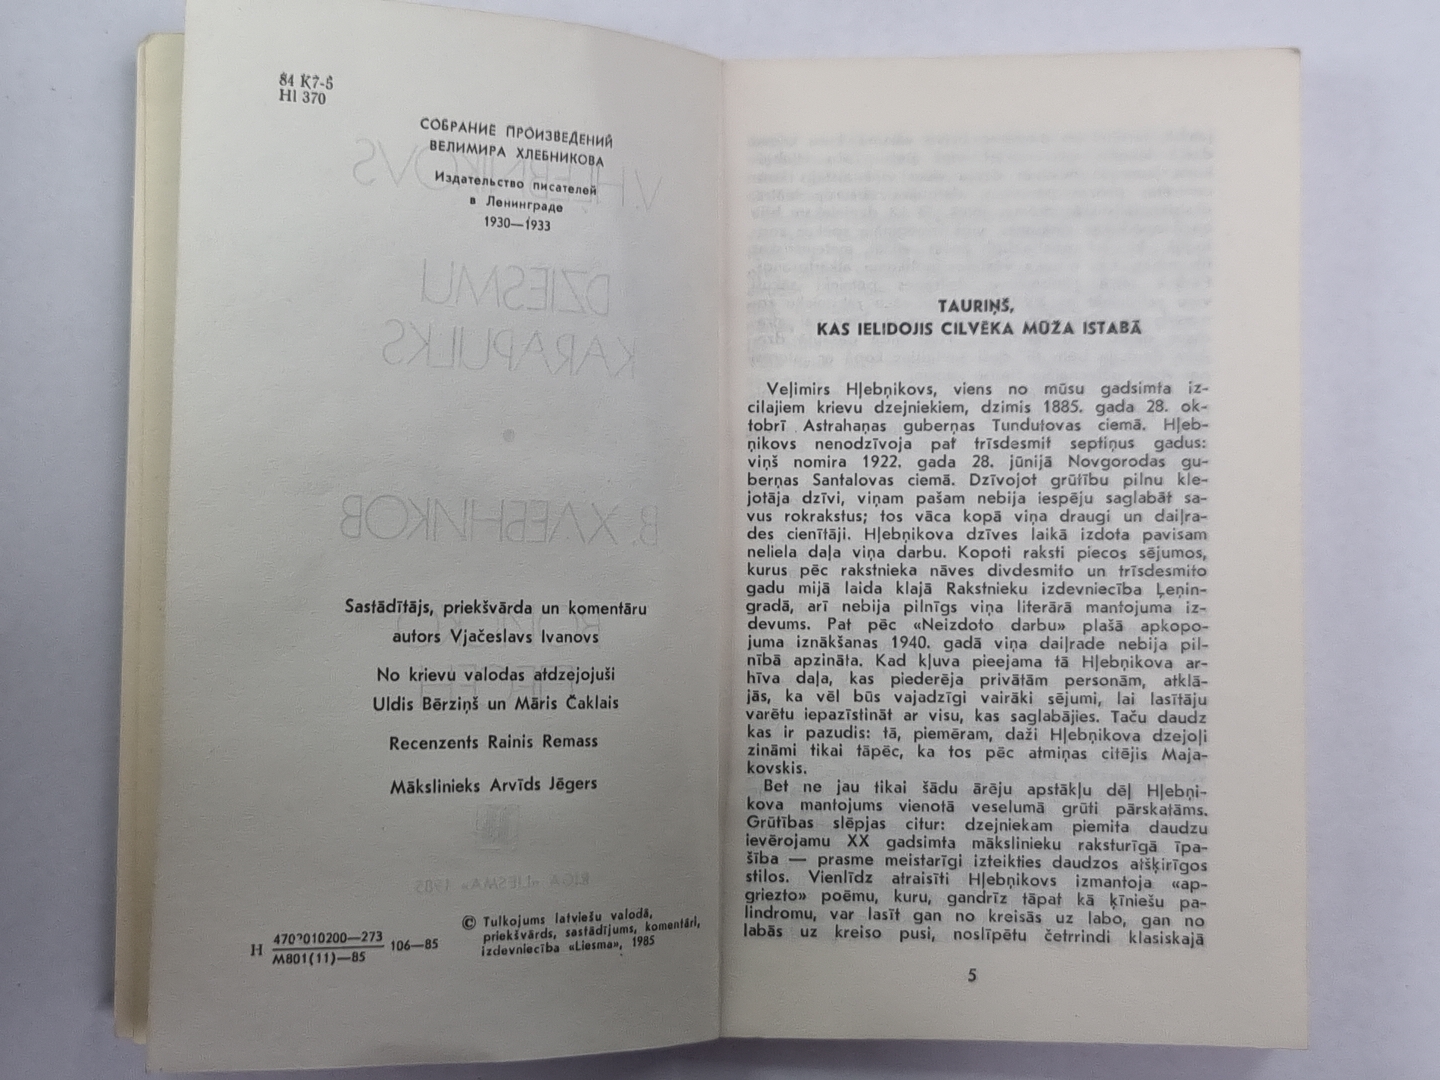 84 К7-5
Hl 370
СОБРАНИЕ ПРОИЗВЕДЕНИЙ
ВЕЛИМИРА ХЛЕБНИКОВА
Издательство писателей
в Ленинграде
1930—1933
Sastādītājs, priekšvārda un komentāru
autors Vjačeslavs Ivanovs
No krievu valodas atdzejojuši
Uldis Bērziņš un Māris Čaklais
Recenzents Rainis Remass
Mākslinieks Arvīds Jēgers
Н 4702010200—273 106—85
М801(11)—85
© Tulkojums latviešu valodā,
priekšvārds, sastādījums, komentāri,
izdevniecība «Liesma», 1985
TAURIŅŠ,
KAS IELIDOJIS CILVĒKA MŪŽA ISTABĀ
Veļimirs Hļebņikovs, viens no mūsu gadsimta iz-
cilajiem krievu dzejniekiem, dzimis 1885. gada 28. ok-
tobrī Astrahaņas guberņas Tundutovas ciemā. Hļeb-
ņikovs nenodzīvoja pat trīsdesmit septiņus gadus:
viņš nomira 1922. gada 28. jūnijā Novgorodas gu-
berņas Santalovas ciemā. Dzīvojot grūtību pilnu kle-
jotāja dzīvi, viņam pašam nebija iespēju saglabāt sa-
vus rokrakstus; tos vāca kopā viņa draugi un daiļra-
des cienītāji. Hļebņikova dzīves laikā izdota pavisam
neliela daļa viņa darbu. Kopoti raksti piecos sējumos,
kurus pēc rakstnieka nāves divdesmito un trīsdesmito
gadu mijā laida klajā Rakstnieku izdevniecība Ļeņin-
gradā, arī nebija pilnīgs viņa literārā mantojuma iz-
devums. Pat pēc «Neizdoto darbu» plašā apkopo-
juma iznākšanas 1940. gadā viņa daiļrade nebija pil-
nībā apzināta. Kad kļuva pieejama tā Hļebņikova ar-
hīva daļa, kas piederēja privātām personām, atklā-
jās, ka vēl būs vajadzīgi vairāki sējumi, lai lasītāju
varētu iepazīstināt ar visu, kas saglabājies. Taču daudz
kas ir pazudis: tā, piemēram, daži Hļebņikova dzejoļi
zināmi tikai tāpēc, ka tos pēc atmiņas citējis Maja-
kovskis.
Bet ne jau tikai šādu ārēju apstākļu dēļ Hļebņi-
kova mantojums vienotā veselumā grūti pārskatāms.
Grūtības slēpjas citur: dzejniekam piemita daudzu
ievērojamu XX gadsimta mākslinieku raksturīgā īpa-
šība — prasme meistarīgi izteikties daudzos atšķirīgos
stilos. Vienlīdz atraisīti Hļebņikovs izmantoja «ap-
griezto» poēmu, kuru, gandrīz tāpat kā ķīniešu pa-
lindromu, var lasīt gan no kreisās uz labo, gan no
labās uz kreiso pusi, noslīpētu četrrindi klasiskajā
5